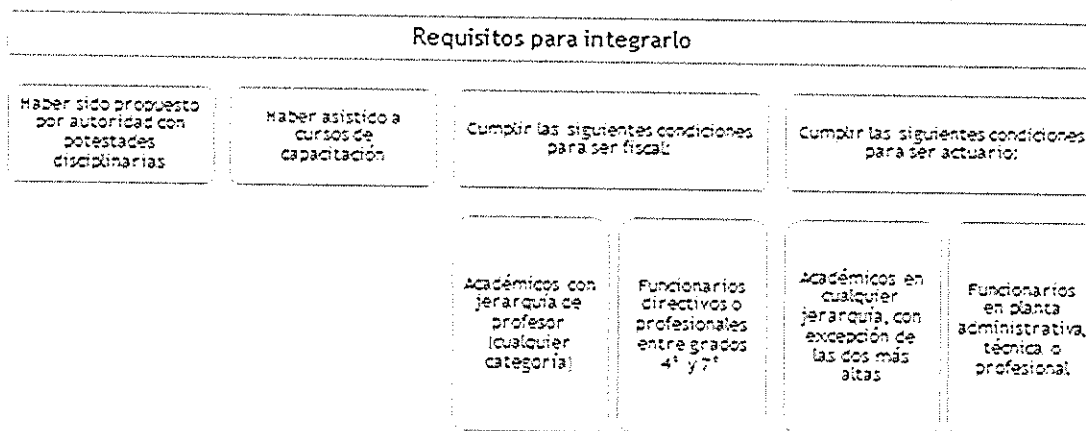 Requisitos para integrarlo
Haber sido propuesto
por autoridad con
potestades
disciplinarias
Haber asistido a
cursos de
capacitación
Cumplir las siguientes condiciones
para ser fiscal:
Cumplir las siguientes condiciones
para ser actuario:
Académicos con
jerarquía de
profesor
(cualquier
categoría)
Funcionarios
directivos o
profesionales
entre grados
4° y 7°
Académicos en
cualquier
jerarquía, con
excepción de
las dos más
altas
Funcionarios
en planta
administrativa,
técnica o
profesional